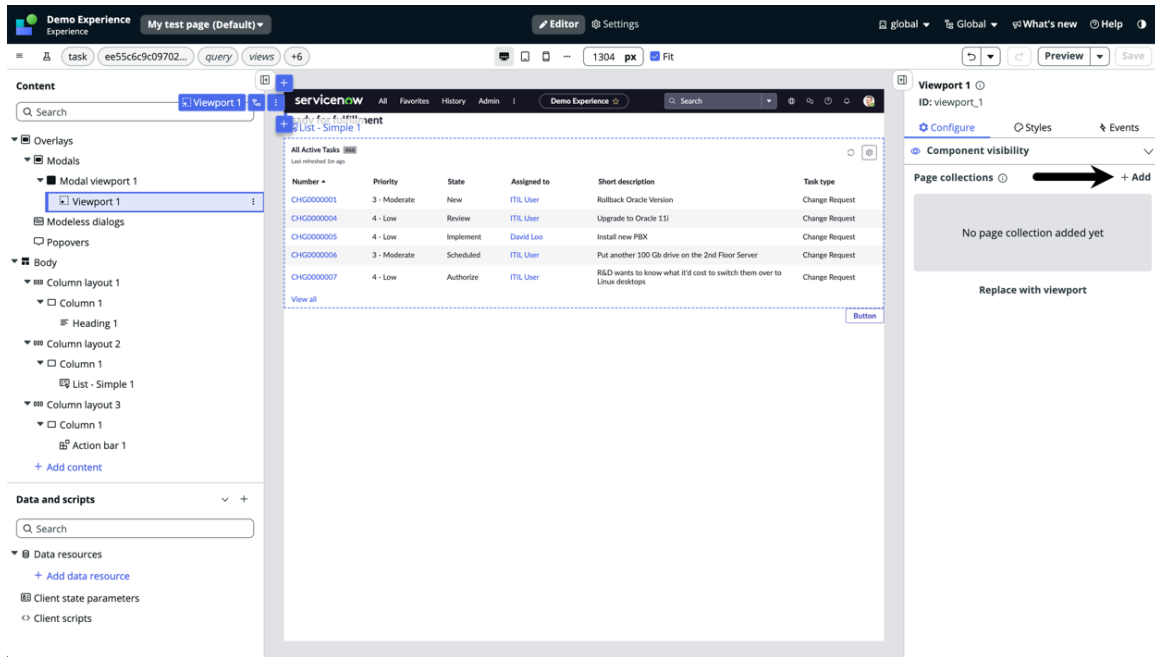 Demo Experience
Experience
My test page (Default)
Editor
Settings
global
Global
What's new
Help
task
ee55c6c9c09702...
query
views
+6
1304 px
Fit
Preview
Save
Content
Search
Overlays
Modals
Modal viewport 1
Viewport 1
Modeless dialogs
Popovers
Body
Column layout 1
Column 1
Heading 1
Column layout 2
Column 1
List - Simple 1
Column layout 3
Column 1
Action bar 1
+ Add content
Data and scripts
Search
Data resources
+ Add data resource
Client state parameters
Client scripts
Viewport 1
servicenow All Favorites History Admin
Demo Experience
Search
List - Simple 1
All Active Tasks 466
Last refreshed 1m ago
Number Priority State Assigned to Short description Task type
CHG0000001 3 - Moderate New ITIL User Rollback Oracle Version Change Request
CHG0000004 4 - Low Review ITIL User Upgrade to Oracle 11i Change Request
CHG0000005 4 - Low Implement David Loo Install new PBX Change Request
CHG0000006 3 - Moderate Scheduled ITIL User Put another 100 Gb drive on the 2nd Floor Server Change Request
CHG0000007 4 - Low Authorize ITIL User R&D wants to know what it'd cost to switch them over to Linux desktops Change Request
View all
Button
Viewport 1
ID: viewport_1
Configure
Styles
Events
Component visibility
Page collections
+ Add
No page collection added yet
Replace with viewport